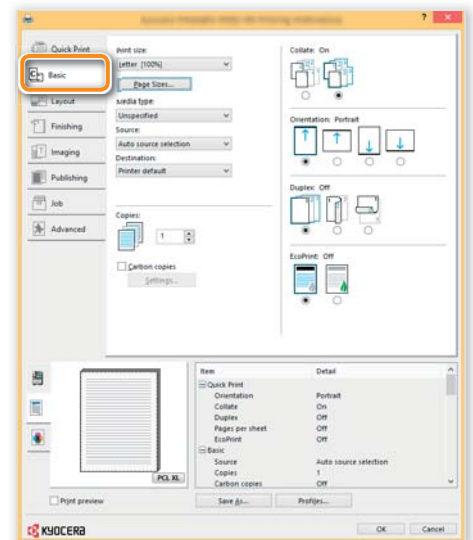 Quick Print
Basic
Layout
Finishing
Imaging
Publishing
Job
Advanced
Print size:
Letter [100%]
Page Sizes...
Media type:
Unspecified
Source:
Auto source selection
Destination:
Printer default
Copies:
1
Carbon copies
Settings...
Collate: On
Orientation: Portrait
Duplex: Off
EcoPrint: Off
PCL XL
Print preview
Item Detail
Quick Print
Orientation Portrait
Collate On
Duplex Off
Pages per sheet Off
EcoPrint Off
Basic
Source Auto source selection
Copies 1
Carbon copies Off
Save As...
Profiles...
KYOCERA
OK
Cancel